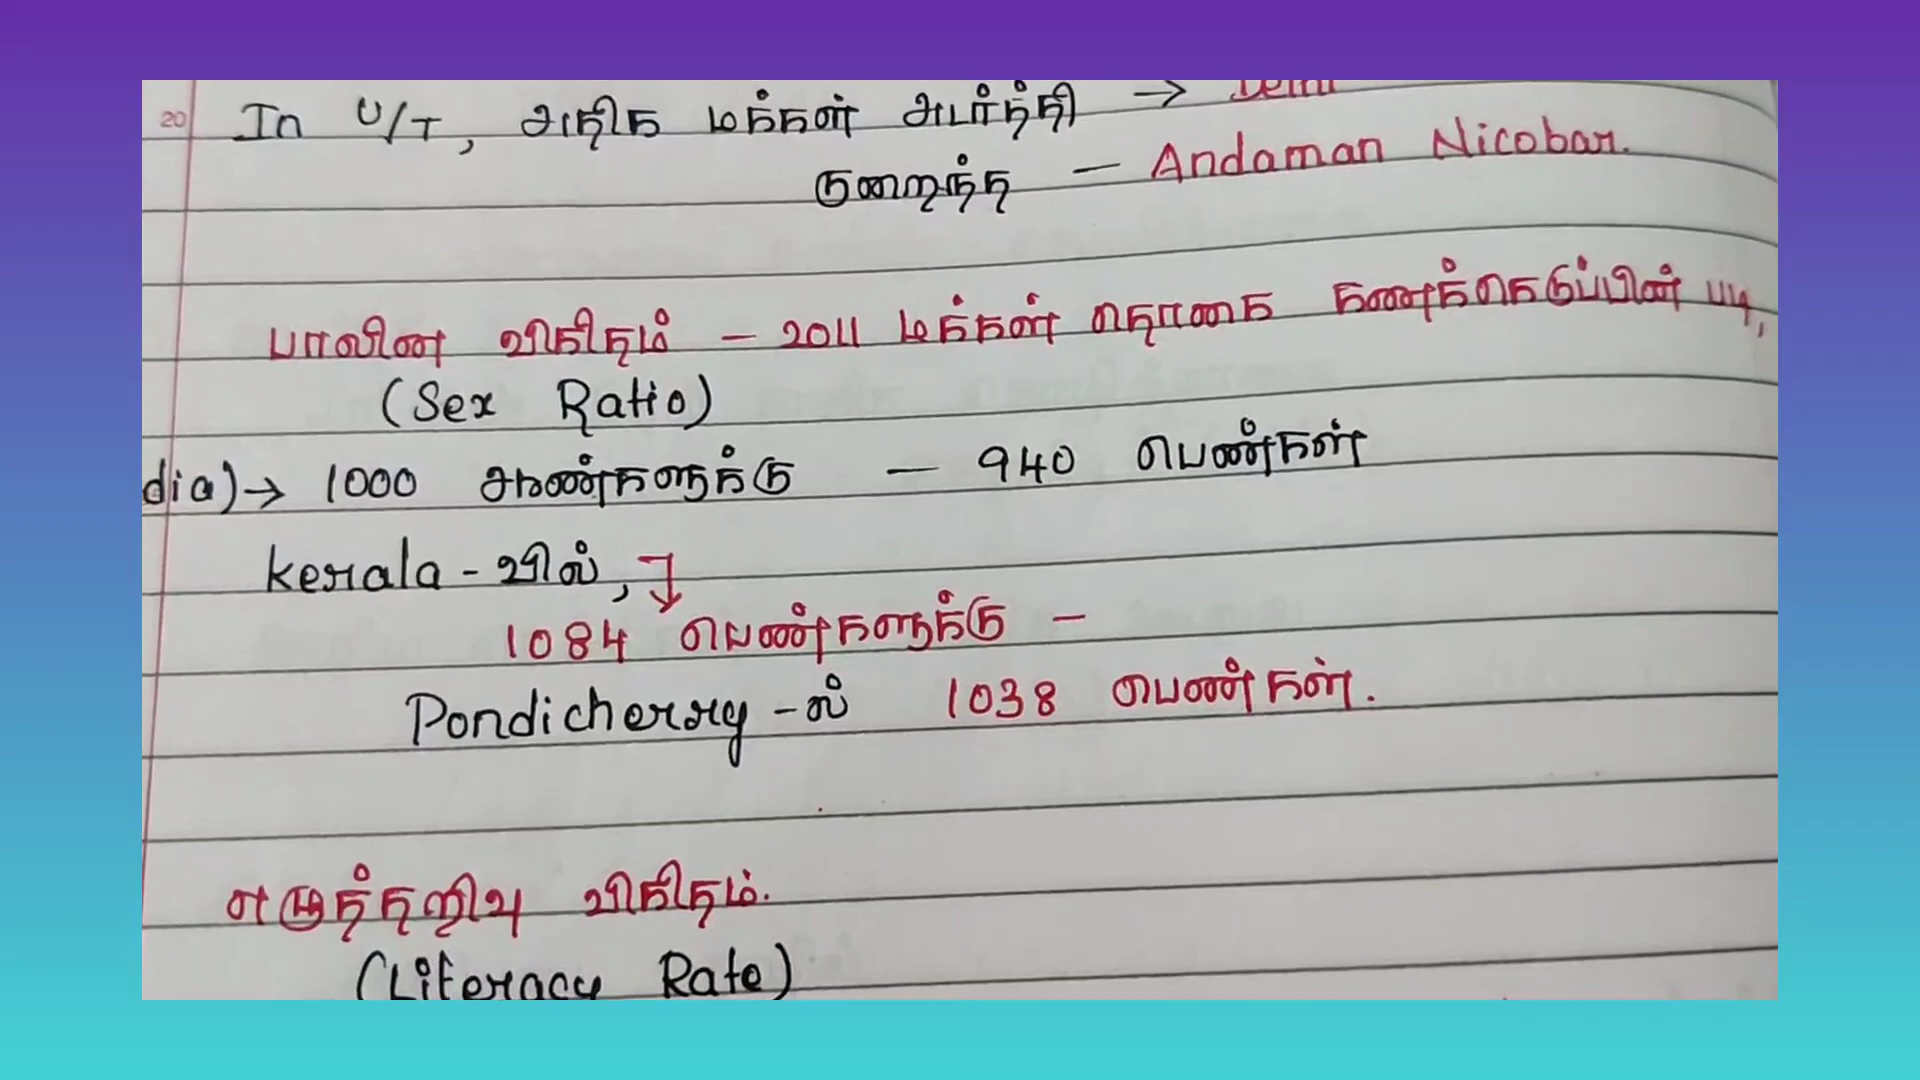 20
In U/T, அதிக மக்கள் அடர்த்தி → Delhi
குறைந்த — Andaman Nicobar.
பாலின விகிதம் – 2011 மக்கள் தொகை கணக்கெடுப்பின் படி,
(Sex Ratio)
dia)→ 1000 ஆண்களுக்கு — 940 பெண்கள்
Kerala - வில்,
1084 பெண்களுக்கு –
Pondicherry - ல் 1038 பெண்கள்.
எழுத்தறிவு விகிதம்.
(Literacy Rate)